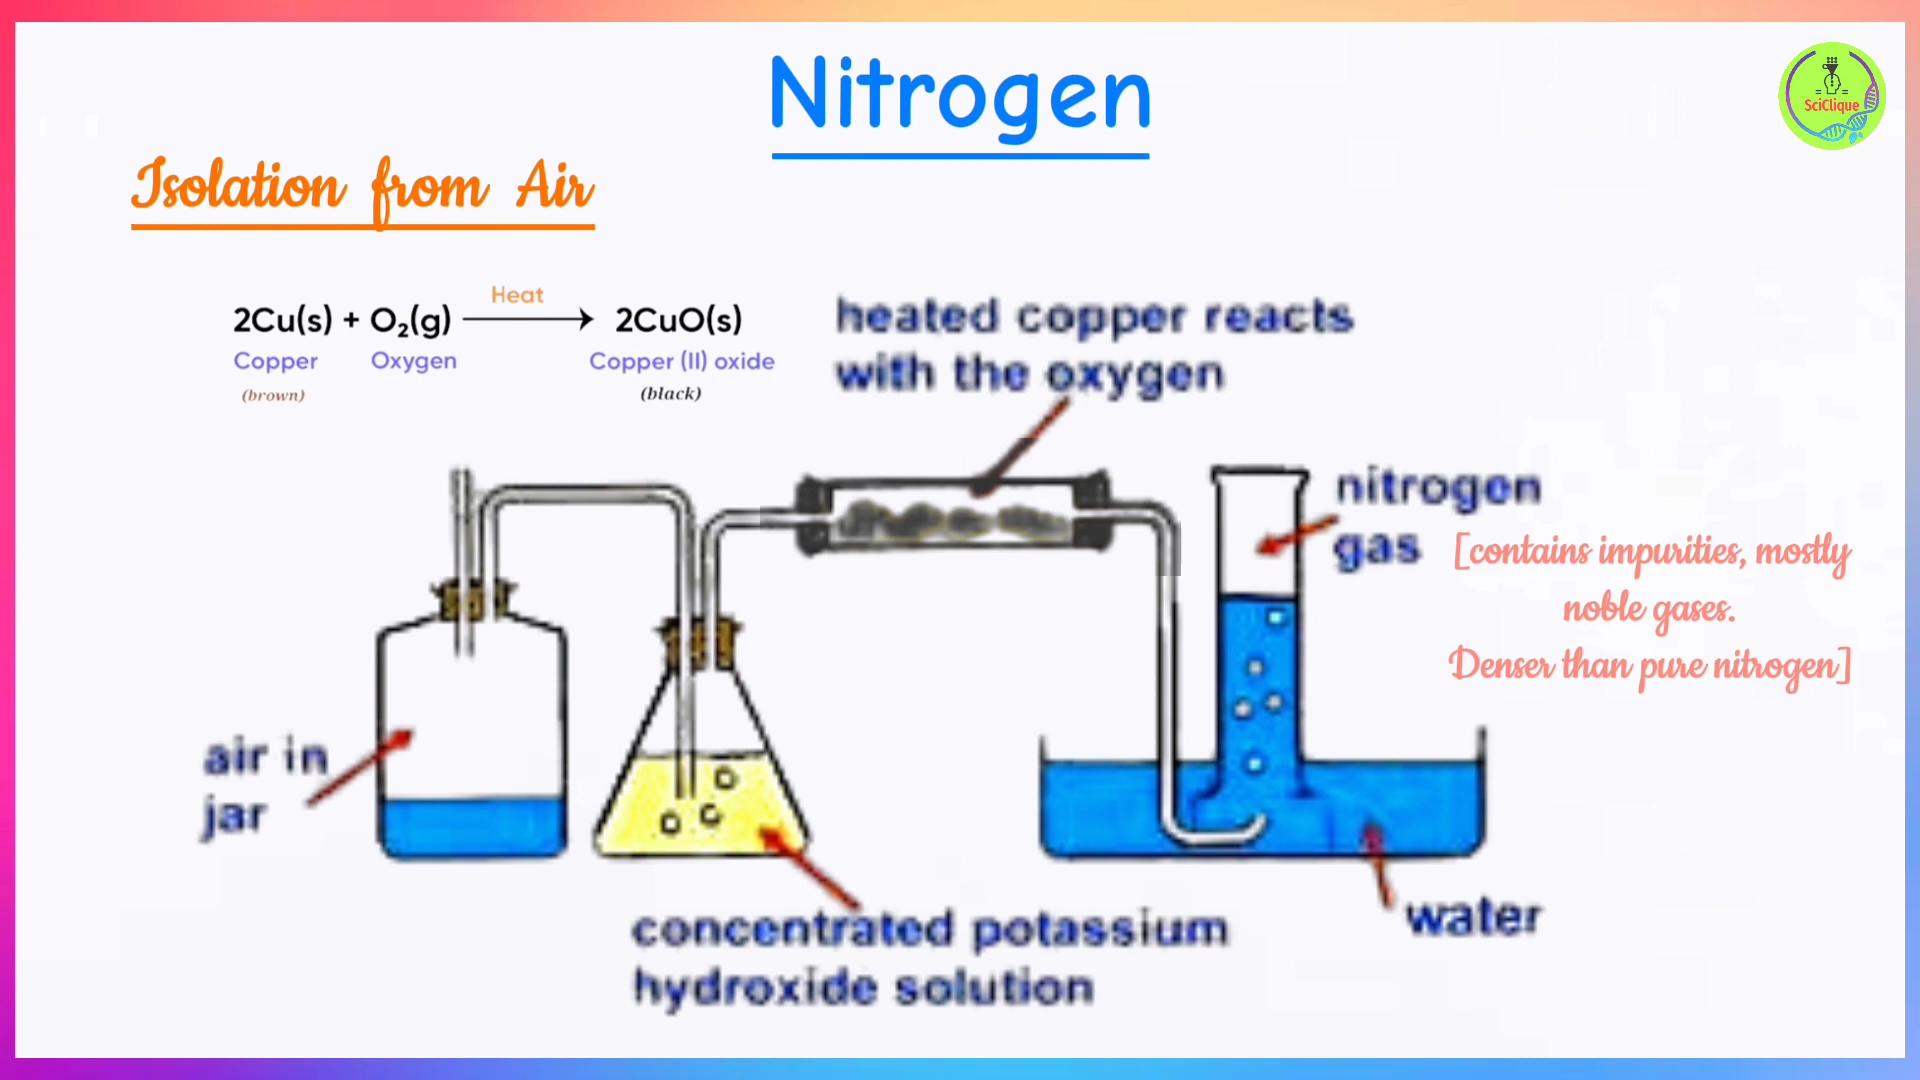 Nitrogen
SciClique
Isolation from Air
2Cu(s) + O₂(g) Heat 2CuO(s)
Copper Oxygen Copper (II) oxide
(brown) (black)
heated copper reacts
with the oxygen
nitrogen
gas
[contains impurities, mostly
noble gases.
Denser than pure nitrogen]
air in
jar
concentrated potassium
hydroxide solution
water